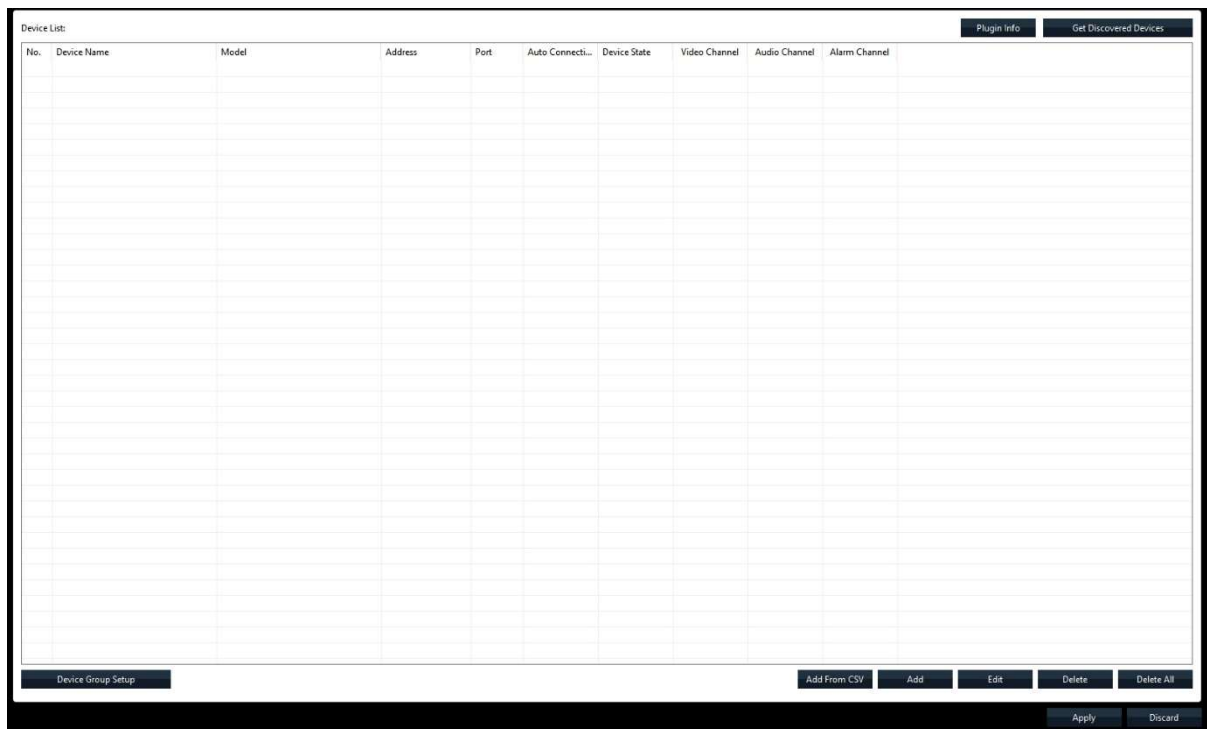 Device List:
Plugin Info
Get Discovered Devices
No. Device Name Model Address Port Auto Connecti... Device State Video Channel Audio Channel Alarm Channel
Device Group Setup
Add From CSV
Add
Edit
Delete
Delete All
Apply
Discard